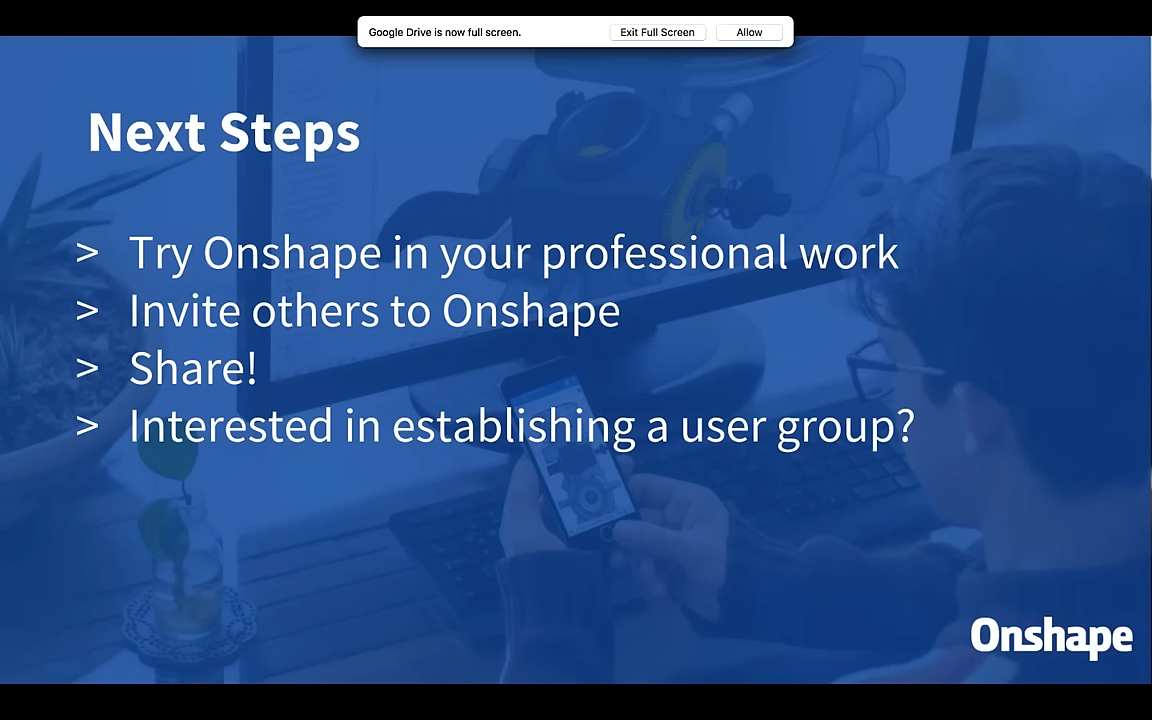 Google Drive is now full screen.
Exit Full Screen
Allow
Next Steps
> Try Onshape in your professional work
> Invite others to Onshape
> Share!
> Interested in establishing a user group?
Onshape